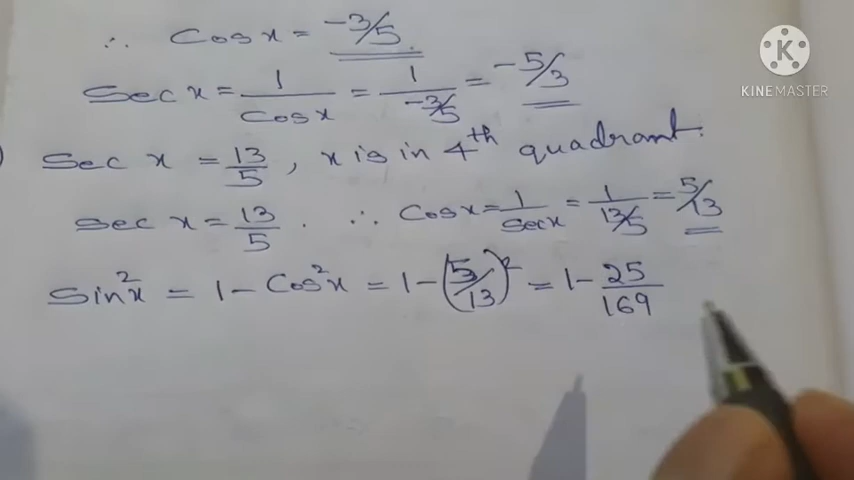 ∴ Cos x = -3/5
Sec x = 1/Cos x = 1/-3/5 = -5/3
) Sec x = 13/5 , x is in 4th quadrant.
Sec x = 13/5 . ∴ Cos x = 1/Sec x = 1/13/5 = 5/13
Sin²x = 1 - Cos²x = 1 - (5/13)² = 1 - 25/169
K
KINEMASTER